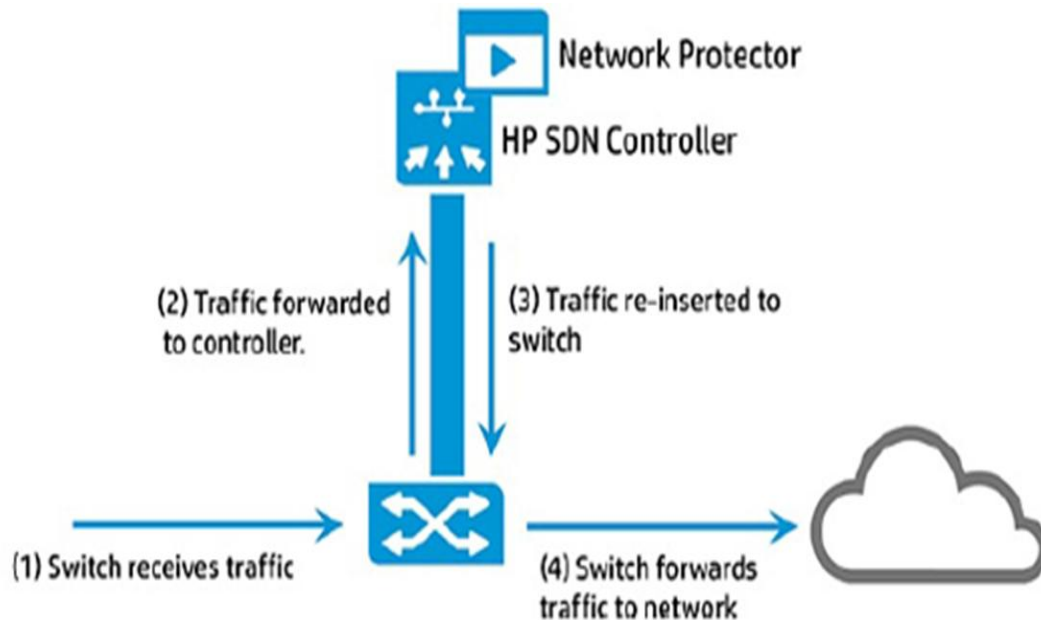 Network Protector
HP SDN Controller
(2) Traffic forwarded
to controller.
(3) Traffic re-inserted to
switch
(1) Switch receives traffic
(4) Switch forwards
traffic to network